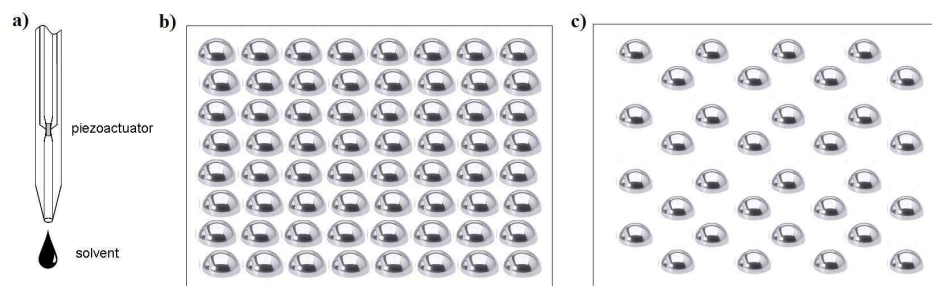 a)
b)
c)
piezoactuator
solvent